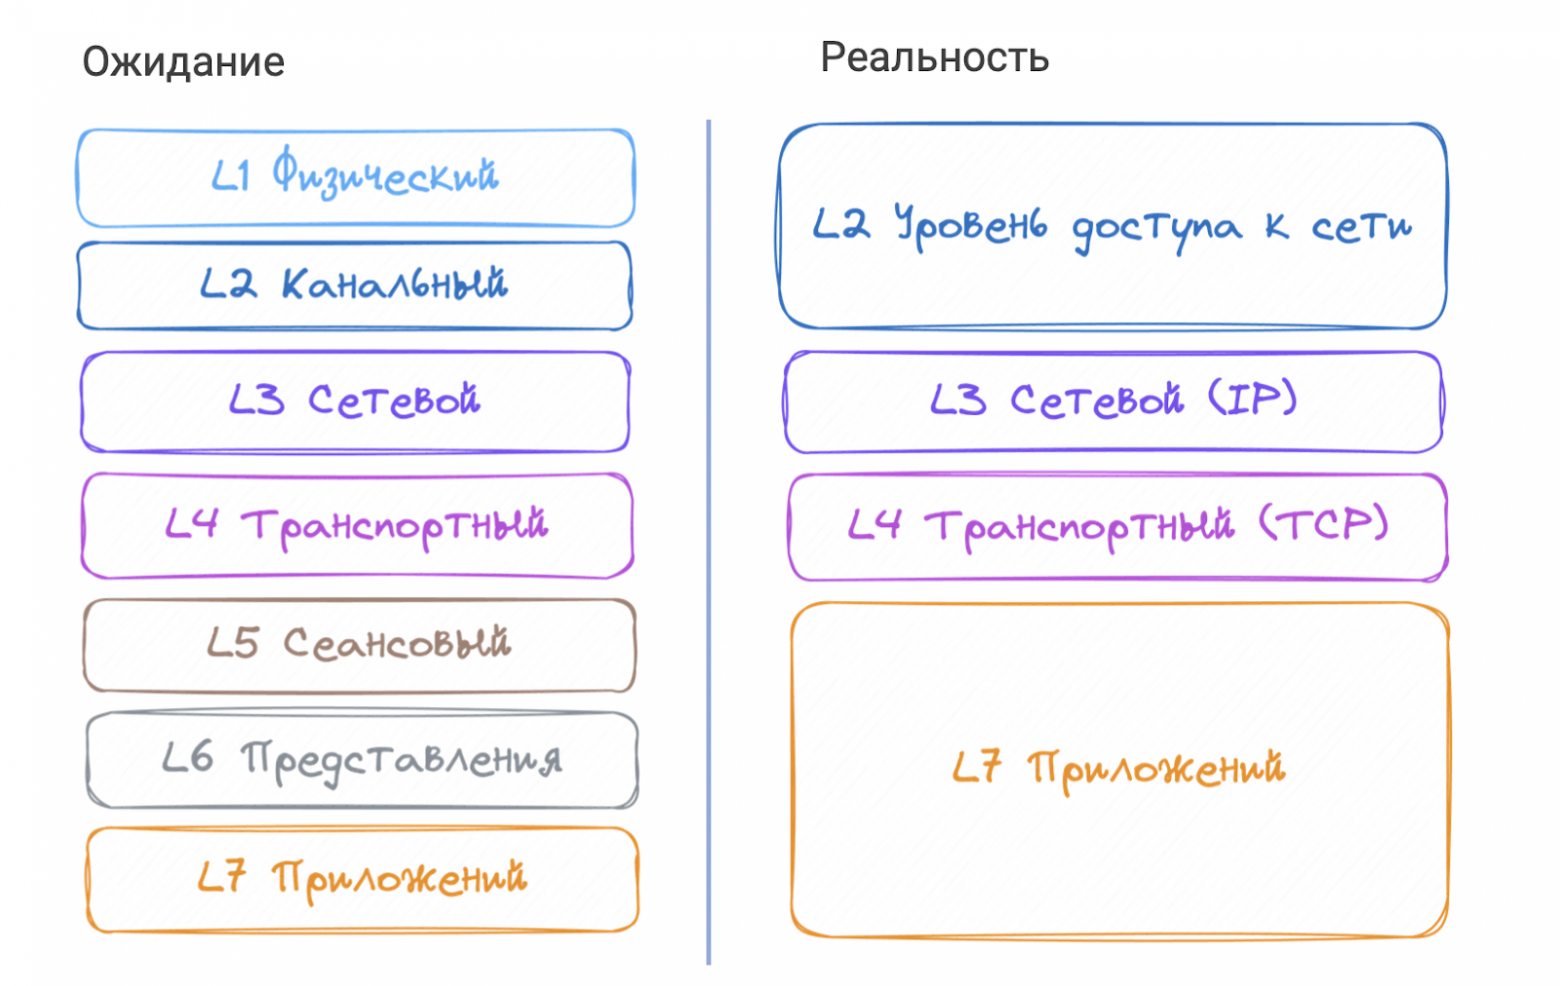 Ожидание
L1 Физический
L2 Канальный
L3 Сетевой
L4 Транспортный
L5 Сеансовый
L6 Представления
L7 Приложений
Реальность
L2 Уровень доступа к сети
L3 Сетевой (IP)
L4 Транспортный (TCP)
L7 Приложений